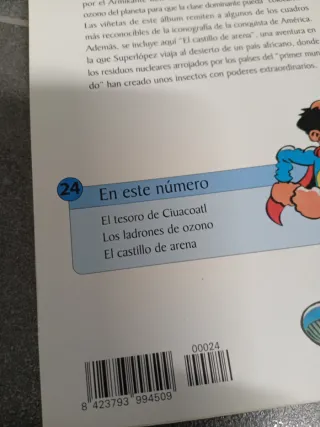 ozono del planeta para que la clase dominante pueda
Las viñetas de este álbum remiten a algunos de los cuadros
más reconocibles de la iconografía de la conquista de América.
Además, se incluye aquí "El castillo de arena", una aventura en
la que Superlópez viaja al desierto de un país africano, donde
los residuos nucleares arrojados por los países del "primer mun-
do" han creado unos insectos con poderes extraordinarios.
24 En este número
El tesoro de Ciuacoatl
Los ladrones de ozono
El castillo de arena
00024
8 423793 994509